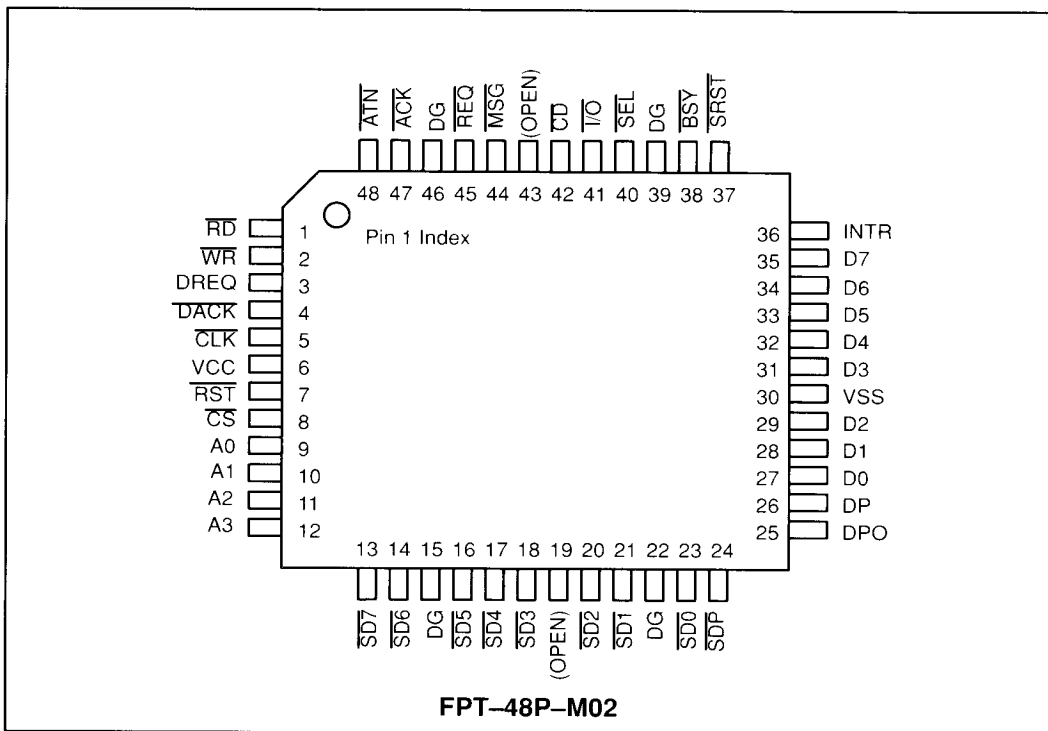 ATN ACK DG REQ MSG (OPEN) CD I/O SEL DG BSY SRST
48 47 46 45 44 43 42 41 40 39 38 37
Pin 1 Index
RD 1
WR 2
DREQ 3
DACK 4
CLK 5
VCC 6
RST 7
CS 8
A0 9
A1 10
A2 11
A3 12
36 INTR
35 D7
34 D6
33 D5
32 D4
31 D3
30 VSS
29 D2
28 D1
27 D0
26 DP
25 DPO
13 14 15 16 17 18 19 20 21 22 23 24
SD7 SD6 DG SD5 SD4 SD3 (OPEN) SD2 SD1 DG SD0 SDP
FPT–48P–M02